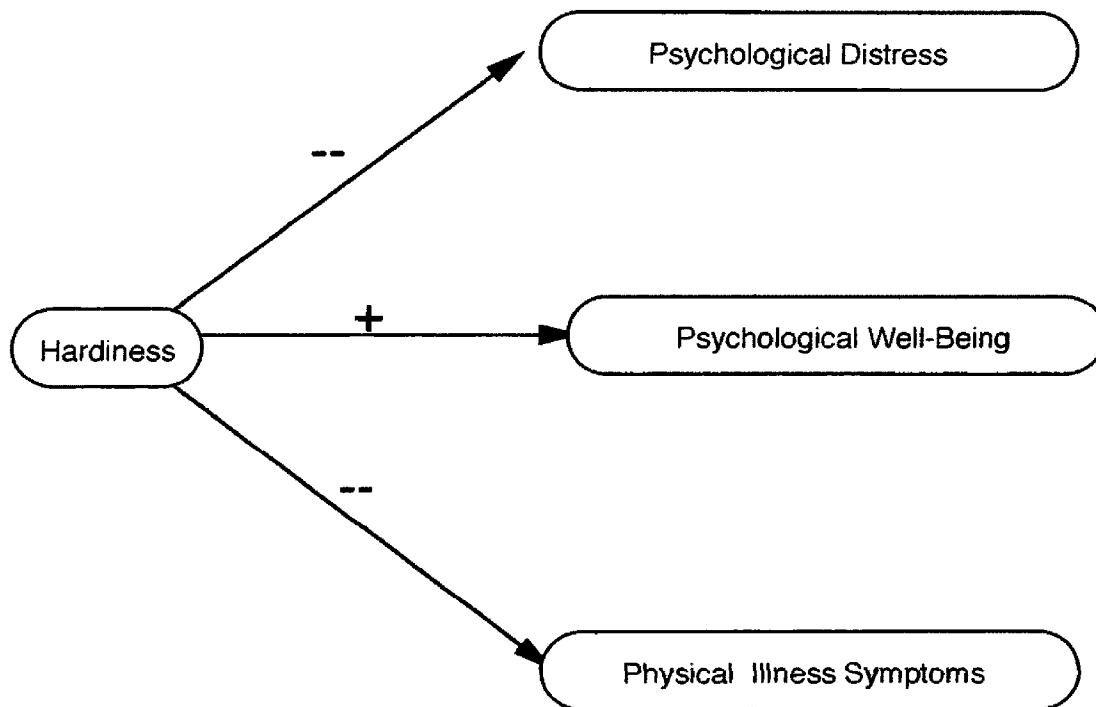 Psychological Distress
--
+
Hardiness
Psychological Well-Being
--
Physical Illness Symptoms